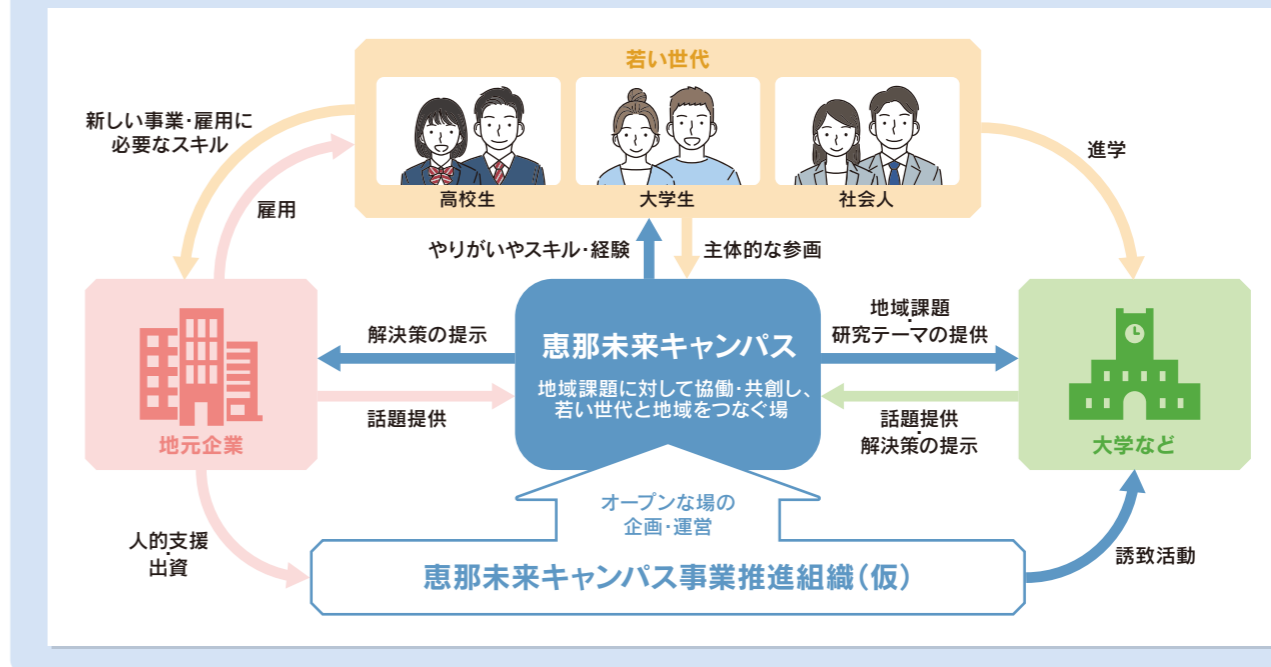 若い世代
高校生
大学生
社会人
新しい事業・雇用に
必要なスキル
雇用
進学
やりがいやスキル・経験
主体的な参画
地元企業
解決策の提示
話題提供
恵那未来キャンパス
地域課題に対して協働・共創し、
若い世代と地域をつなぐ場
地域課題
・
研究テーマの提供
話題提供
・
解決策の提示
大学など
オープンな場の
企画・運営
人的支援
・
出資
恵那未来キャンパス事業推進組織(仮)
誘致活動